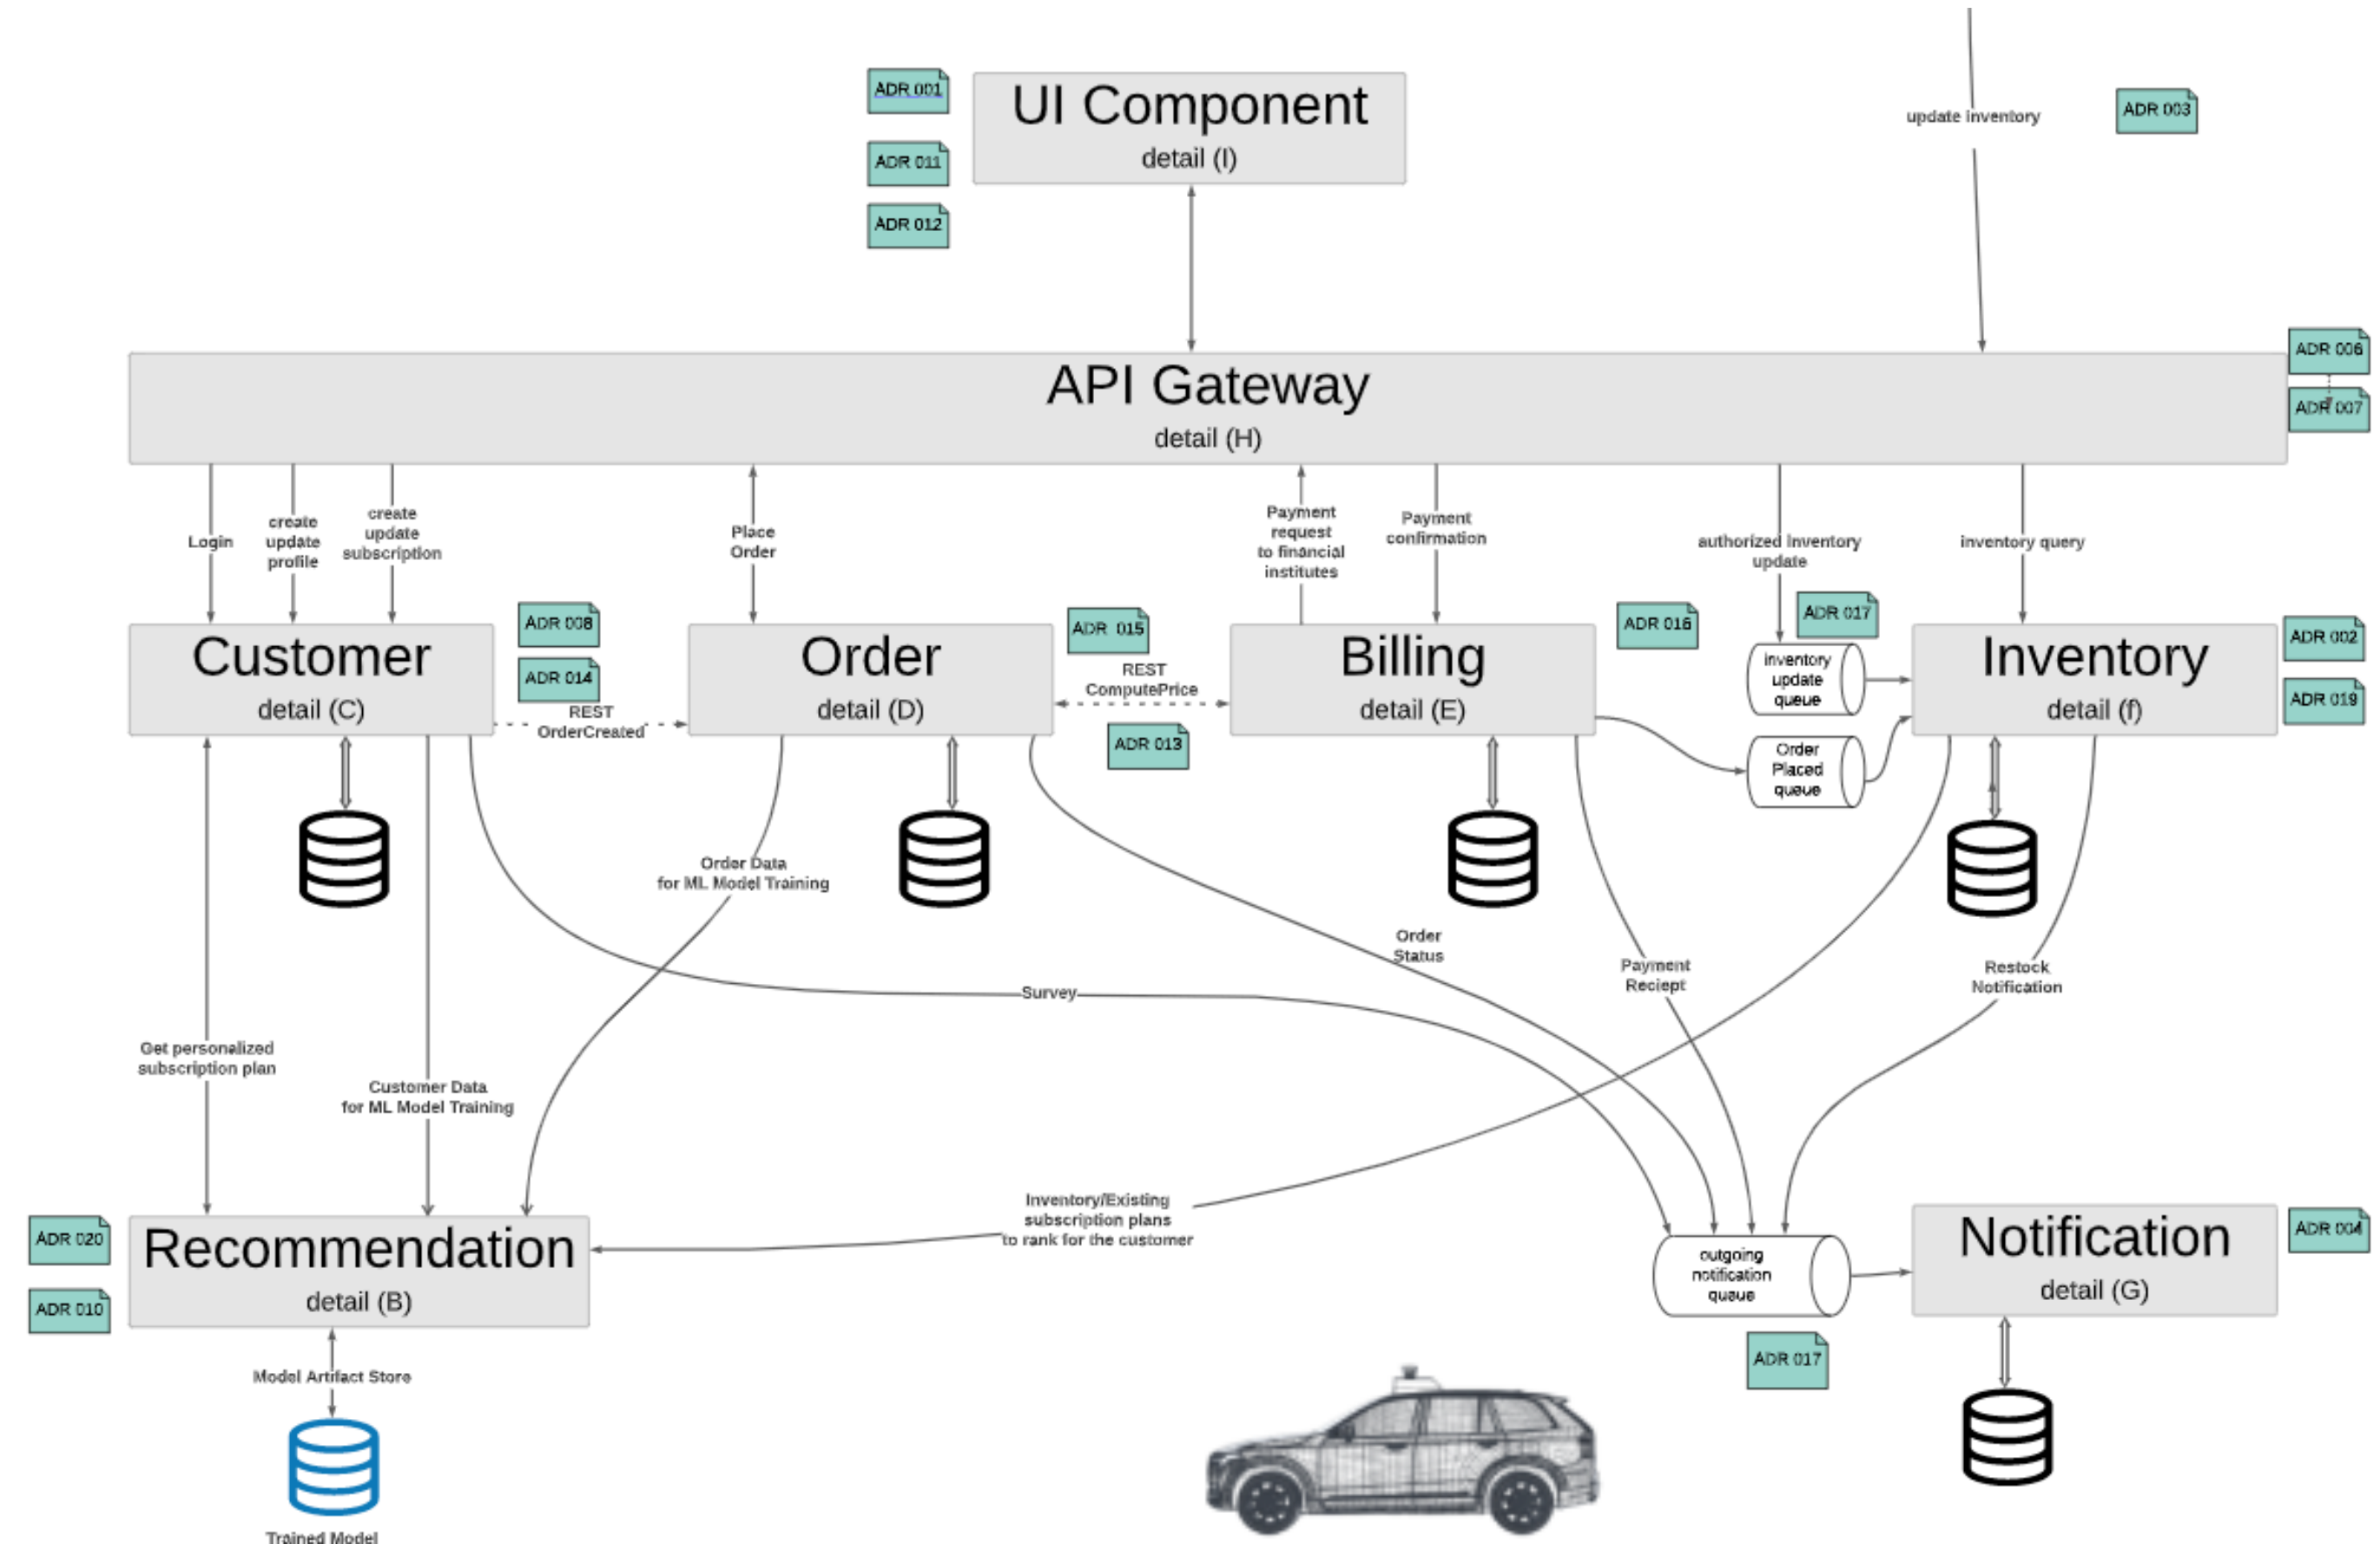 ADR 001
UI Component
detail (I)
ADR 011
ADR 012
update inventory
ADR 003
API Gateway
detail (H)
ADR 006
ADR 007
Login
create
update
profile
create
update
subscription
Place
Order
Payment
request
to financial
institutes
Payment
confirmation
authorized inventory
update
inventory query
Customer
detail (C)
ADR 008
ADR 014
REST
OrderCreated
Order
detail (D)
ADR 015
REST
ComputePrice
ADR 013
Billing
detail (E)
ADR 016
ADR 017
inventory
update
queue
Order
Placed
queue
Inventory
detail (f)
ADR 002
ADR 019
Order Data
for ML Model Training
Order
Status
Payment
Reciept
Restock
Notification
Survey
Get personalized
subscription plan
Customer Data
for ML Model Training
Inventory/Existing
subscription plans
to rank for the customer
ADR 020
ADR 010
Recommendation
detail (B)
outgoing
notification
queue
ADR 017
Notification
detail (G)
ADR 004
Model Artifact Store
Trained Model